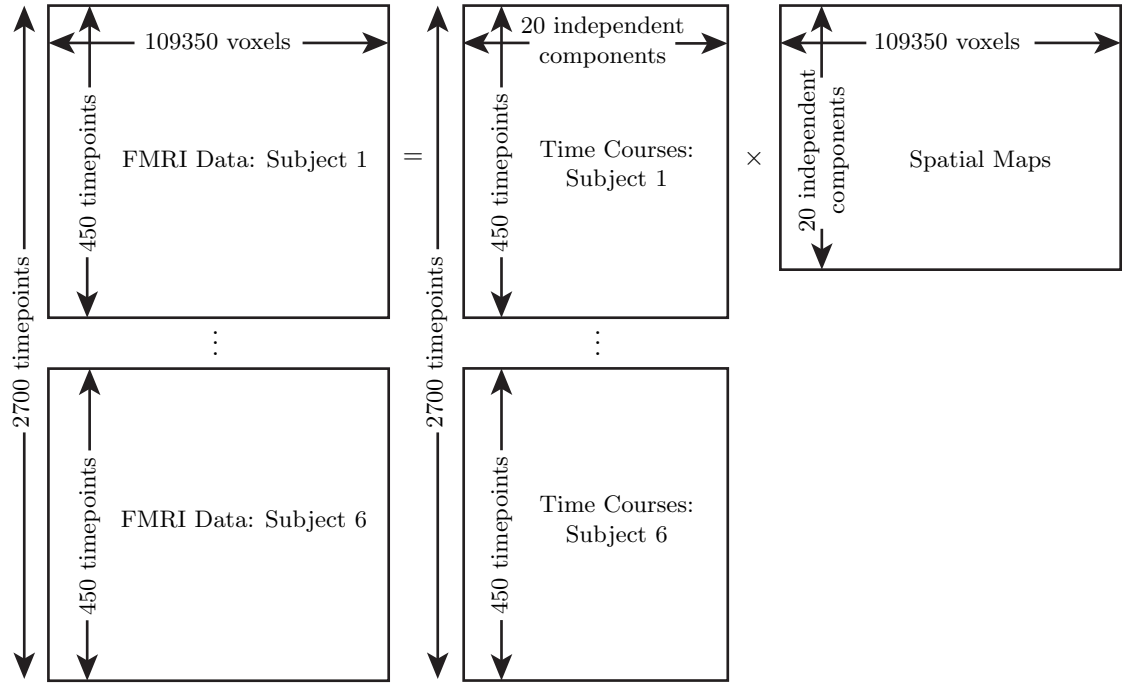 109350 voxels
450 timepoints
FMRI Data: Subject 1
2700 timepoints
=
20 independent
components
450 timepoints
Time Courses:
Subject 1
2700 timepoints
×
109350 voxels
20 independent
components
Spatial Maps
⋮
⋮
450 timepoints
FMRI Data: Subject 6
450 timepoints
Time Courses:
Subject 6